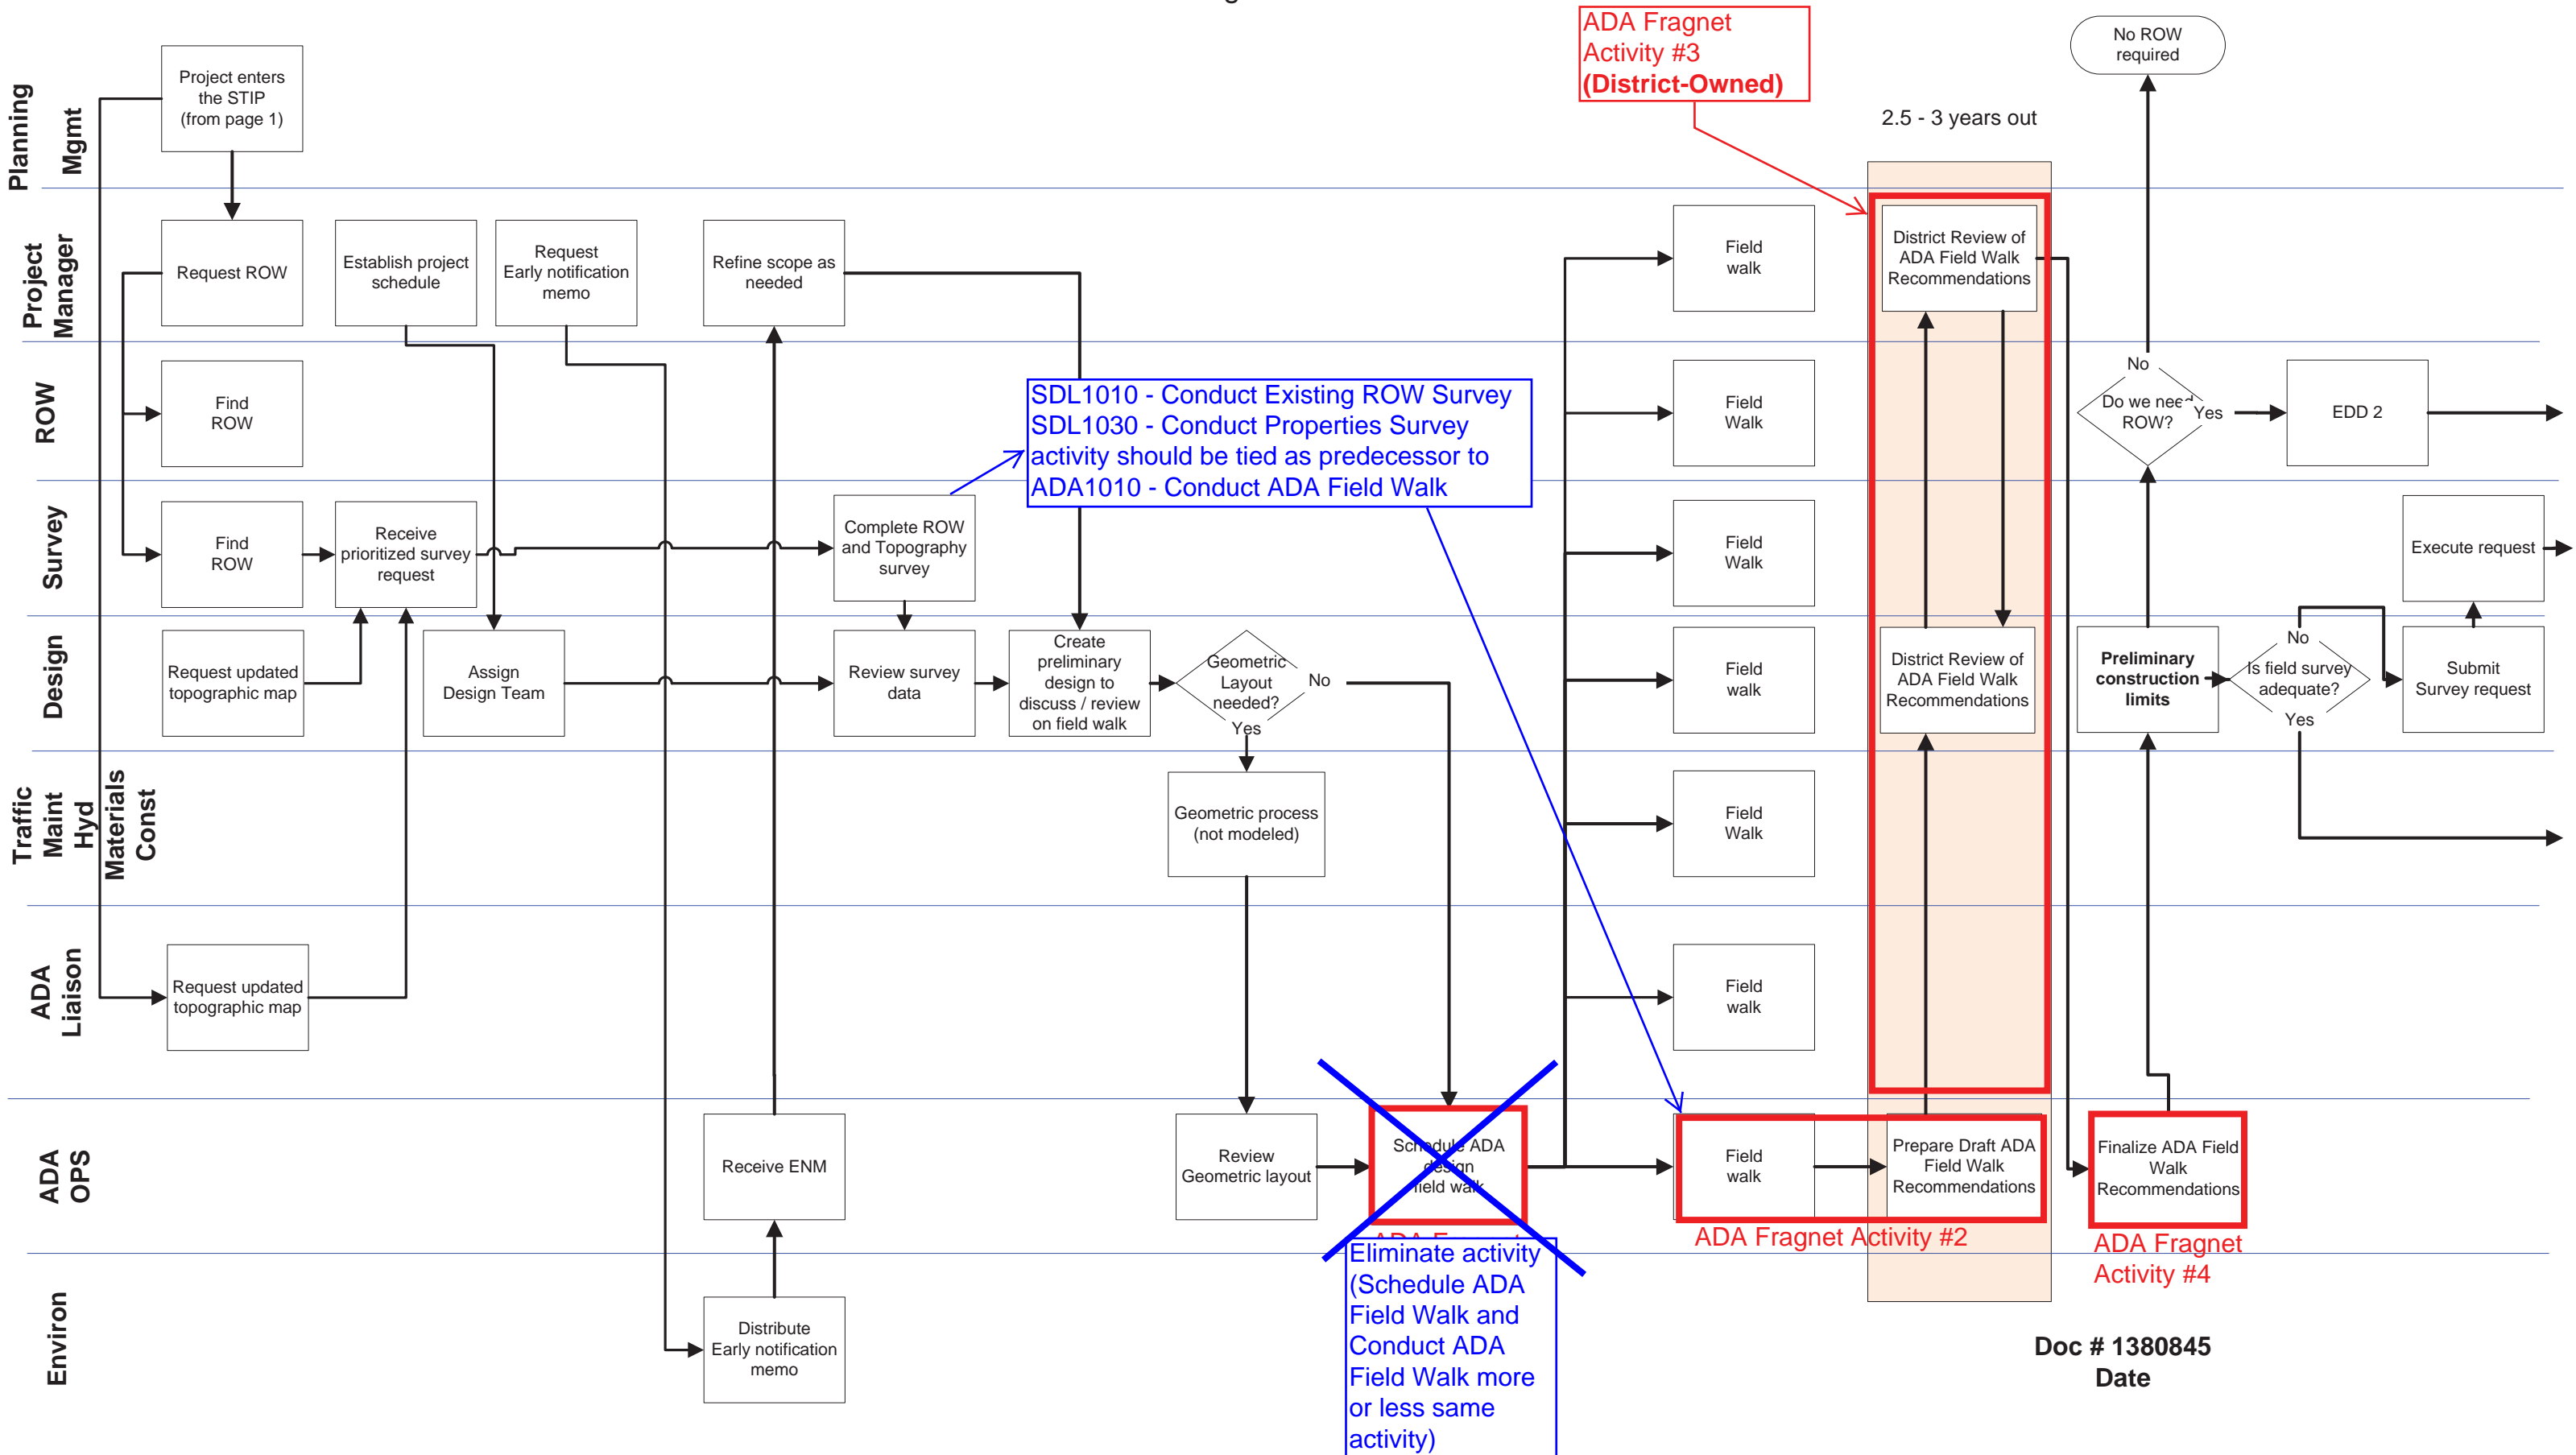 ADA Fragnet
Activity #3
(District-Owned)
No ROW
required
2.5 - 3 years out
Planning
Mgmt
Project enters
the STIP
(from page 1)
Project
Manager
Request ROW
Establish project
schedule
Request
Early notification
memo
Refine scope as
needed
Field
walk
District Review of
ADA Field Walk
Recommendations
ROW
Find
ROW
SDL1010 - Conduct Existing ROW Survey
SDL1030 - Conduct Properties Survey
activity should be tied as predecessor to
ADA1010 - Conduct ADA Field Walk
Field
Walk
No
Do we need
ROW?
Yes
EDD 2
Survey
Find
ROW
Receive
prioritized survey
request
Complete ROW
and Topography
survey
Field
Walk
Execute request
Design
Request updated
topographic map
Assign
Design Team
Review survey
data
Create
preliminary
design to
discuss / review
on field walk
Geometric
Layout
needed?
No
Yes
Field
walk
District Review of
ADA Field Walk
Recommendations
Preliminary
construction
limits
No
Is field survey
adequate?
Yes
Submit
Survey request
Traffic
Maint
Hyd
Materials
Const
Geometric process
(not modeled)
Field
Walk
ADA
Liaison
Request updated
topographic map
Field
walk
ADA
OPS
Receive ENM
Review
Geometric layout
Schedule ADA
design
field walk
Field
walk
Prepare Draft ADA
Field Walk
Recommendations
Finalize ADA Field
Walk
Recommendations
ADA Fragnet Activity #2
ADA Fragnet
Activity #4
Environ
Distribute
Early notification
memo
Eliminate activity
(Schedule ADA
Field Walk and
Conduct ADA
Field Walk more
or less same
activity)
Doc # 1380845
Date